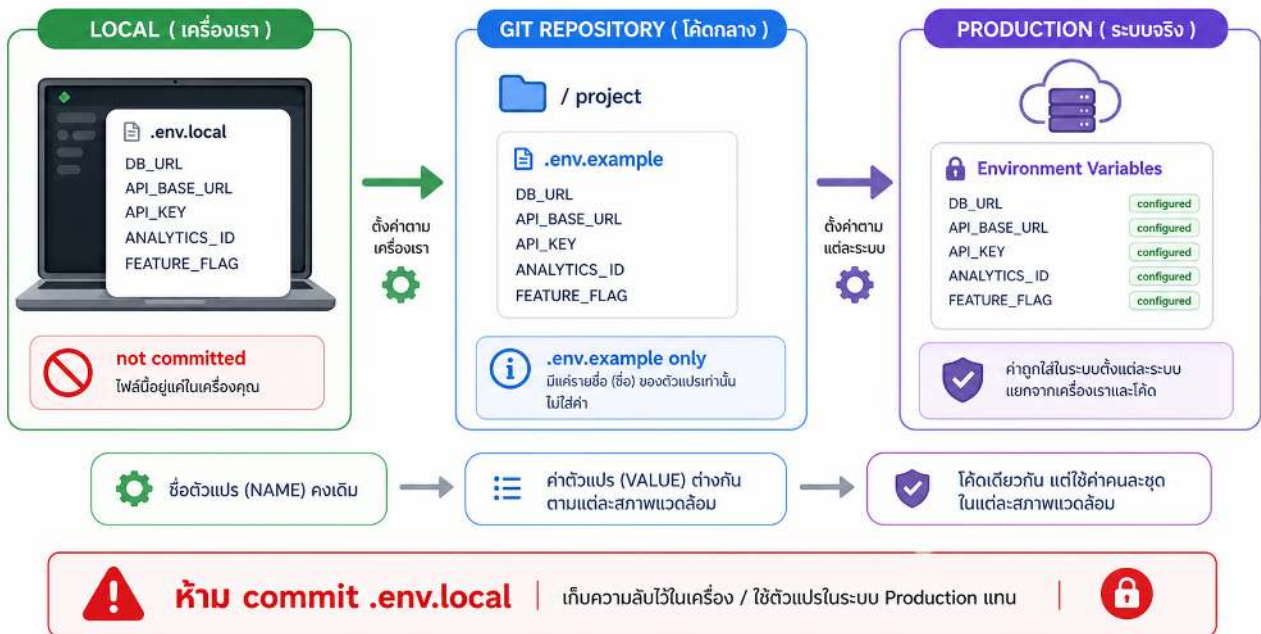 LOCAL ( เครื่องเรา )
.env.local
DB_URL
API_BASE_URL
API_KEY
ANALYTICS_ID
FEATURE_FLAG
not committed
ไฟล์นี้อยู่แค่ในเครื่องคุณ
ตั้งค่าตาม
เครื่องเรา
GIT REPOSITORY ( โค้ดกลาง )
/ project
.env.example
DB_URL
API_BASE_URL
API_KEY
ANALYTICS_ID
FEATURE_FLAG
.env.example only
มีแค่รายชื่อ (ชื่อ) ของตัวแปรเท่านั้น
ไม่ใส่ค่า
ตั้งค่าตาม
แต่ละระบบ
PRODUCTION ( ระบบจริง )
Environment Variables
DB_URL configured
API_BASE_URL configured
API_KEY configured
ANALYTICS_ID configured
FEATURE_FLAG configured
ค่าถูกใส่ในระบบตั้งแต่ละระบบ
แยกจากเครื่องเราและโค้ด
ชื่อตัวแปร (NAME) คงเดิม
ค่าตัวแปร (VALUE) ต่างกัน
ตามแต่ละสภาพแวดล้อม
โค้ดเดียวกัน แต่ใช้ค่าคนละชุด
ในแต่ละสภาพแวดล้อม
ห้าม commit .env.local
เก็บความลับไว้ในเครื่อง / ใช้ตัวแปรในระบบ Production แทน